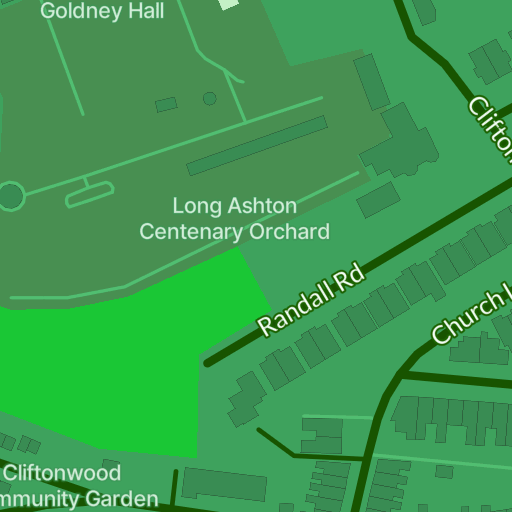 Goldney Hall
Clifton
Long Ashton
Centenary Orchard
Randall Rd
Church
Cliftonwood
mmunity Garden